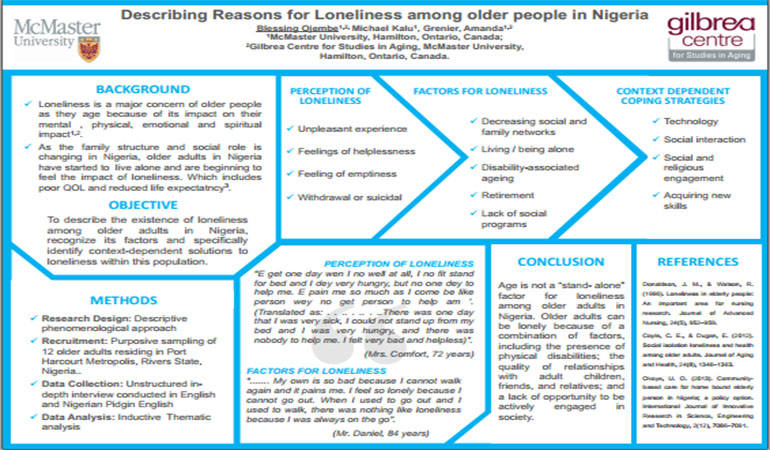 Describing Reasons for Loneliness among older people in Nigeria
Blessing Ojembe¹,², Michael Kalu¹, Grenier, Amanda¹,²
¹McMaster University, Hamilton, Ontario, Canada;
²Gilbrea Centre for Studies in Aging, McMaster University,
Hamilton, Ontario, Canada.
McMaster
University
gilbrea
centre
for Studies in Aging
BACKGROUND
✓ Loneliness is a major concern of older people
as they age because of its impact on their
mental , physical, emotional and spiritual
impact¹,².
✓ As the family structure and social role is
changing in Nigeria, older adults in Nigeria
have started to live alone and are beginning to
feel the impact of loneliness. Which includes
poor QOL and reduced life expectatncy³.
OBJECTIVE
To describe the existence of loneliness
among older adults in Nigeria,
recognize its factors and specifically
identify context-dependent solutions to
loneliness within this population.
METHODS
✓ Research Design: Descriptive
phenomenological approach
✓ Recruitment: Purposive sampling of
12 older adults residing in Port
Harcourt Metropolis, Rivers State,
Nigeria..
✓ Data Collection: Unstructured in-
depth interview conducted in English
and Nigerian Pidgin English
✓ Data Analysis: Inductive Thematic
analysis
PERCEPTION OF
LONELINESS
✓ Unpleasant experience
✓ Feelings of helplessness
✓ Feeling of emptiness
✓ Withdrawal or suicidal
FACTORS FOR LONELINESS
✓ Decreasing social and
family networks
✓ Living / being alone
✓ Disability-associated
ageing
✓ Retirement
✓ Lack of social
programs
CONTEXT DEPENDENT
COPING STRATEGIES
✓ Technology
✓ Social interaction
✓ Social and
religious
engagement
✓ Acquiring new
skills
PERCEPTION OF LONELINESS
"E get one day wen I no well at all, I no fit stand
for bed and I dey very hungry, but no one dey to
help me. E pain me so much as I come be like
person wey no get person to help am '.
(Translated as: . , . . , . . .There was one day
that I was very sick, I could not stand up from my
bed and I was very hungry, and there was
nobody to help me. I felt very bad and helpless)".
(Mrs. Comfort, 72 years)
FACTORS FOR LONELINESS
"....... My own is so bad because I cannot walk
again and it pains me. I feel so lonely because I
cannot go out. When I used to go out and I
used to walk, there was nothing like loneliness
because I was always on the go".
(Mr. Daniel, 84 years)
CONCLUSION
Age is not a "stand- alone"
factor for loneliness
among older adults in
Nigeria. Older adults can
be lonely because of a
combination of factors,
including the presence of
physical disabilities; the
quality of relationships
with adult children,
friends, and relatives; and
a lack of opportunity to be
actively engaged in
society.
REFERENCES
Donaldson, J. M., & Watson, R.
(1996). Loneliness in elderly people:
An important area for nursing
research. Journal of Advanced
Nursing, 24(5), 952–959.
Coyle, C. E., & Dugan, E. (2012).
Social isolation loneliness and health
among older adults. Journal of Aging
and Health, 24(8), 1346–1363.
Okoye, U. O. (2013). Community-
based care for home bound elderly
person in nigeria; a policy option.
International Journal of Innovative
Research in Science, Engineering
and Technology, 2(12), 7086–7091.